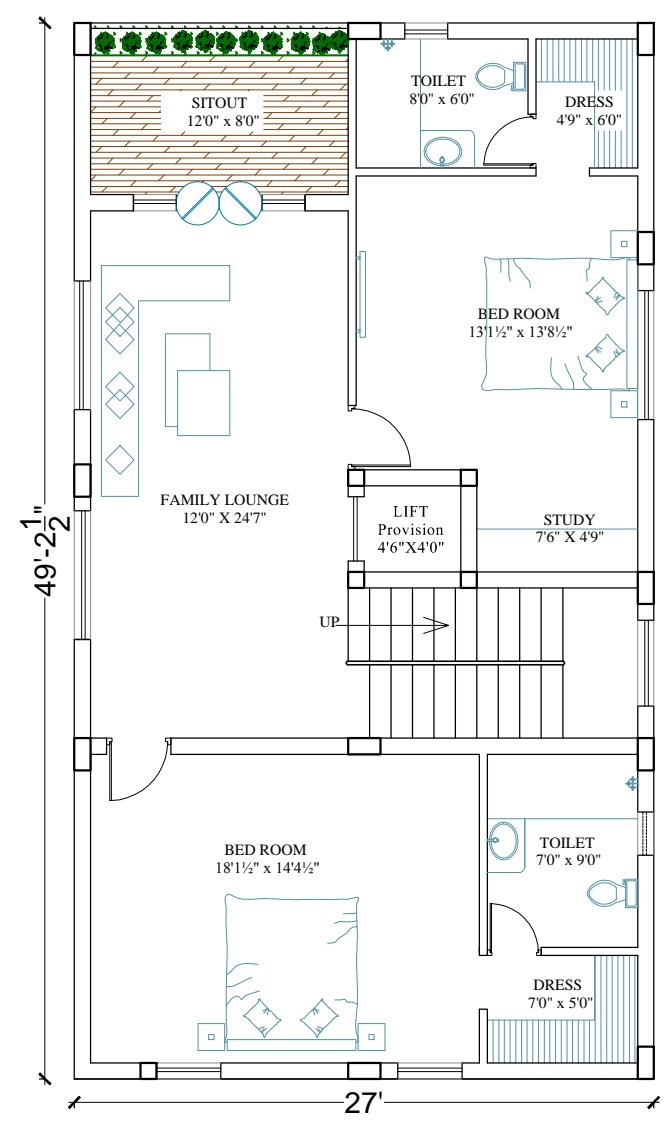 SITOUT
12'0" x 8'0"
TOILET
8'0" x 6'0"
DRESS
4'9" x 6'0"
BED ROOM
13'1½" x 13'8½"
FAMILY LOUNGE
12'0" X 24'7"
LIFT
Provision
4'6"X4'0"
STUDY
7'6" X 4'9"
49'-2½"
UP
BED ROOM
18'1½" x 14'4½"
TOILET
7'0" x 9'0"
DRESS
7'0" x 5'0"
27'